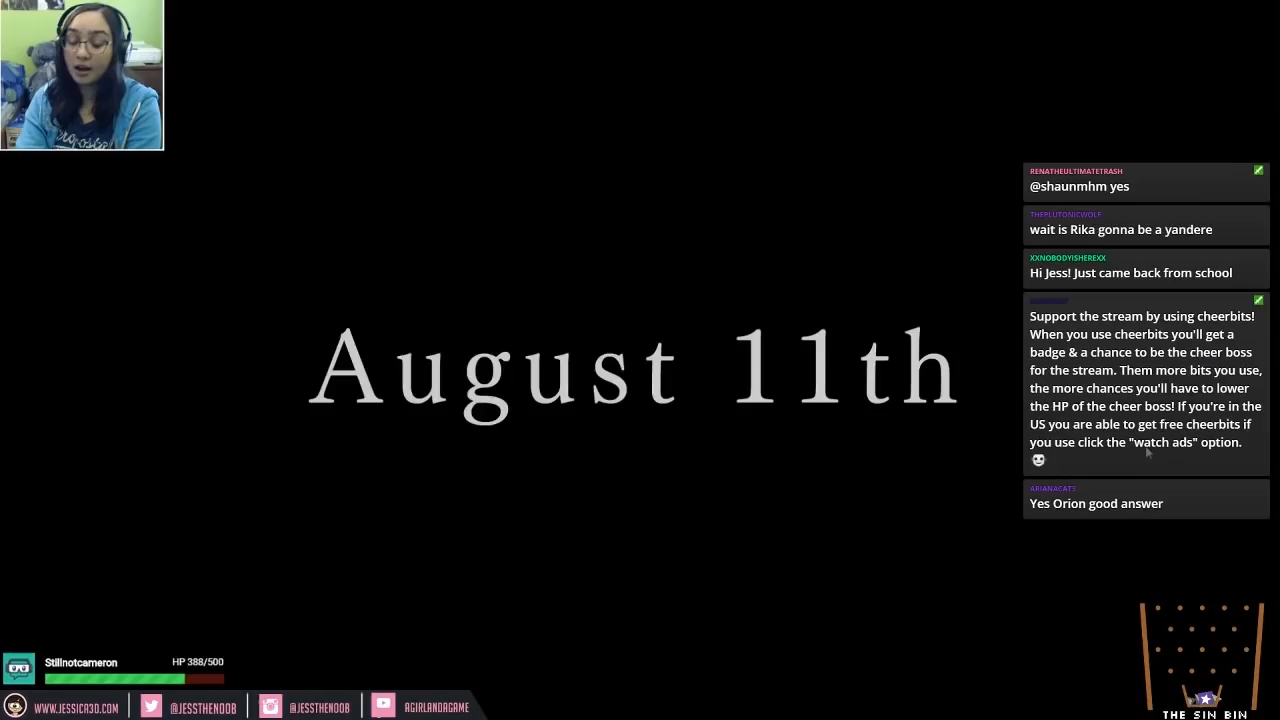 RENATHEULTIMATETRASH
@shaunmhm yes
THEPLUTONICWOLF
wait is Rika gonna be a yandere
XXNOBODYISHEREXX
Hi Jess! Just came back from school
Support the stream by using cheerbits!
When you use cheerbits you'll get a
badge & a chance to be the cheer boss
for the stream. Them more bits you use,
the more chances you'll have to lower
the HP of the cheer boss! If you're in the
US you are able to get free cheerbits if
you use click the "watch ads" option.
ARIANACAT3
Yes Orion good answer
August 11th
Stillnotcameron HP 388/500
WWW.JESSICA3D.COM @JESSTHENOOB @JESSTHENOOB AGIRLANDAGAME
THE SIN BIN